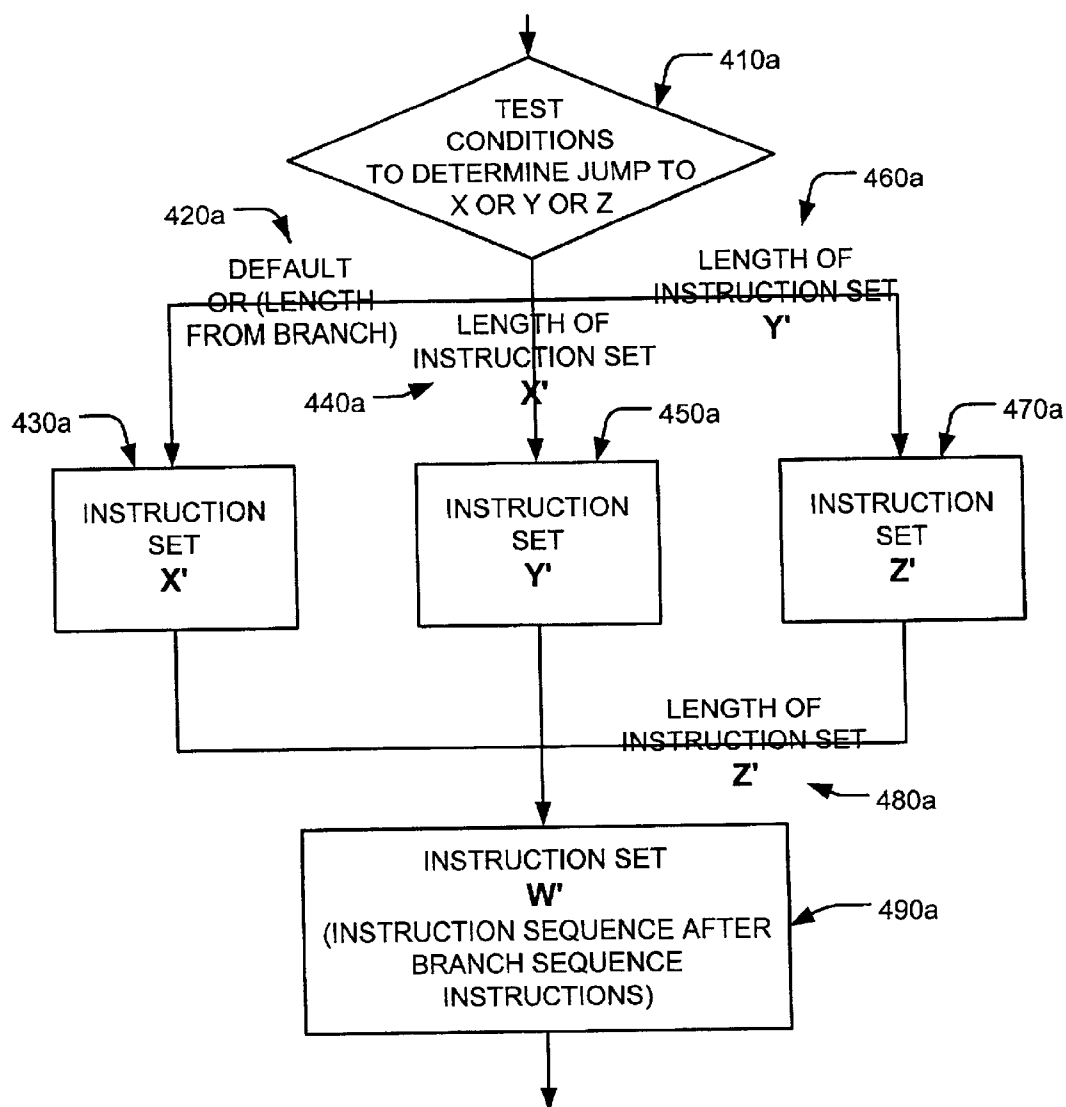 410a
TEST
CONDITIONS
TO DETERMINE JUMP TO
X OR Y OR Z
460a
420a
DEFAULT
OR (LENGTH
FROM BRANCH)
LENGTH OF
INSTRUCTION SET
Y'
LENGTH OF
INSTRUCTION SET
X'
440a
430a
450a
470a
INSTRUCTION
SET
X'
INSTRUCTION
SET
Y'
INSTRUCTION
SET
Z'
LENGTH OF
INSTRUCTION SET
Z'
480a
INSTRUCTION SET
W'
(INSTRUCTION SEQUENCE AFTER
BRANCH SEQUENCE
INSTRUCTIONS)
490a